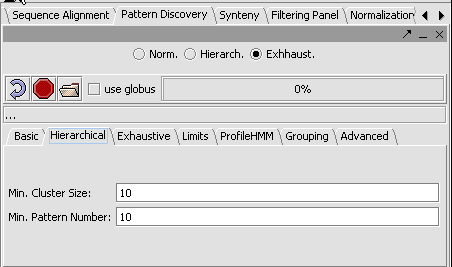 Sequence Alignment Pattern Discovery Synteny Filtering Panel Normalization
Norm. Hierarch. Exhhaust.
use globus 0%
...
Basic Hierarchical Exhaustive Limits ProfileHMM Grouping Advanced
Min. Cluster Size: 10
Min. Pattern Number: 10